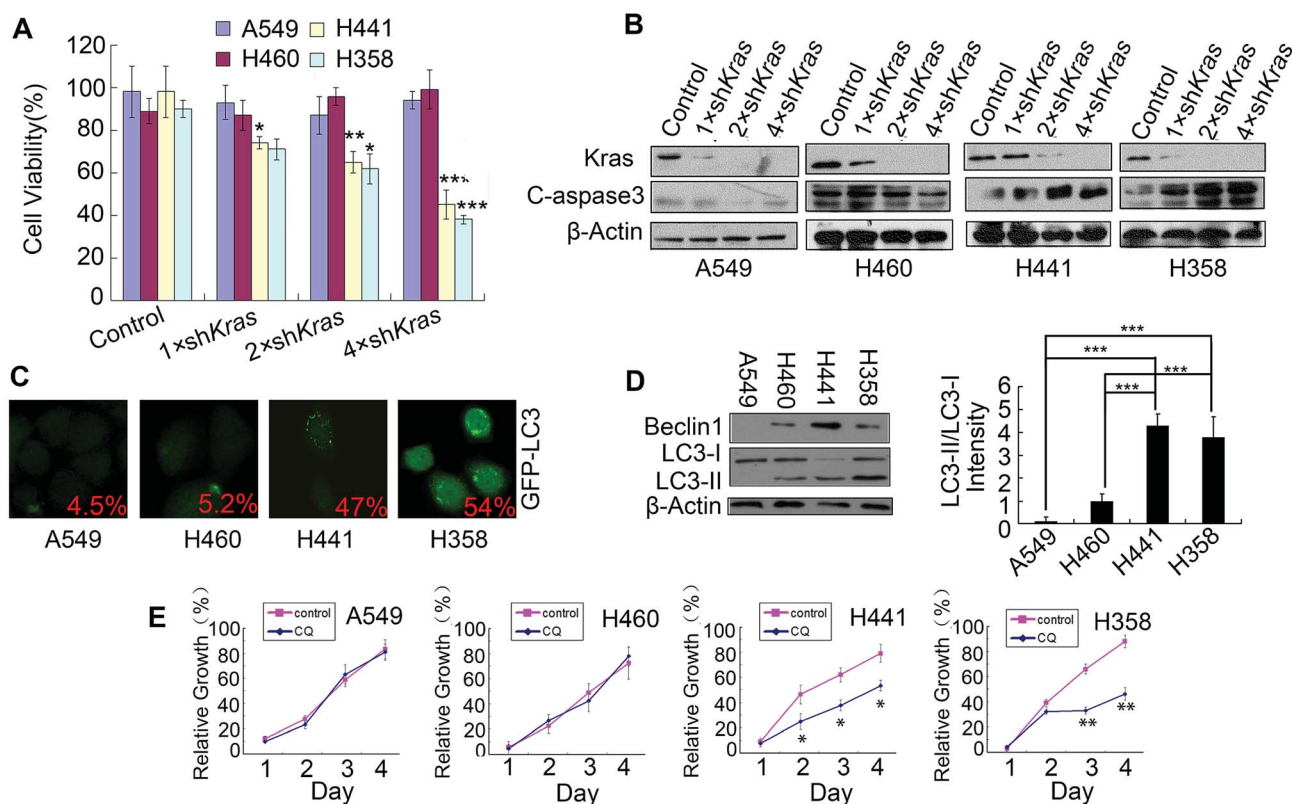 A
A549 H441
H460 H358
Cell Viability(%)
120
100
80
60
40
20
0
*
** *
*** ***
Control 1×shKras 2×shKras 4×shKras
B
Control 1×shKras 2×shKras 4×shKras Control 1×shKras 2×shKras 4×shKras Control 1×shKras 2×shKras 4×shKras Control 1×shKras 2×shKras 4×shKras
Kras
C-aspase3
β-Actin
A549 H460 H441 H358
C
4.5% 5.2% 47% 54%
GFP-LC3
A549 H460 H441 H358
D
A549 H460 H441 H358
Beclin1
LC3-I
LC3-II
β-Actin
LC3-II/LC3-I
Intensity
***
***
***
***
6
5
4
3
2
1
0
A549 H460 H441 H358
E
Relative Growth (%)
control
CQ
A549
100
80
60
40
20
0
1 2 3 4
Day
Relative Growth (%)
control
CQ
H460
100
80
60
40
20
0
1 2 3 4
Day
Relative Growth (%)
control
CQ
H441
100
80
60
40
20
0
* * *
1 2 3 4
Day
Relative Growth (%)
control
CQ
H358
100
80
60
40
20
0
** **
1 2 3 4
Day